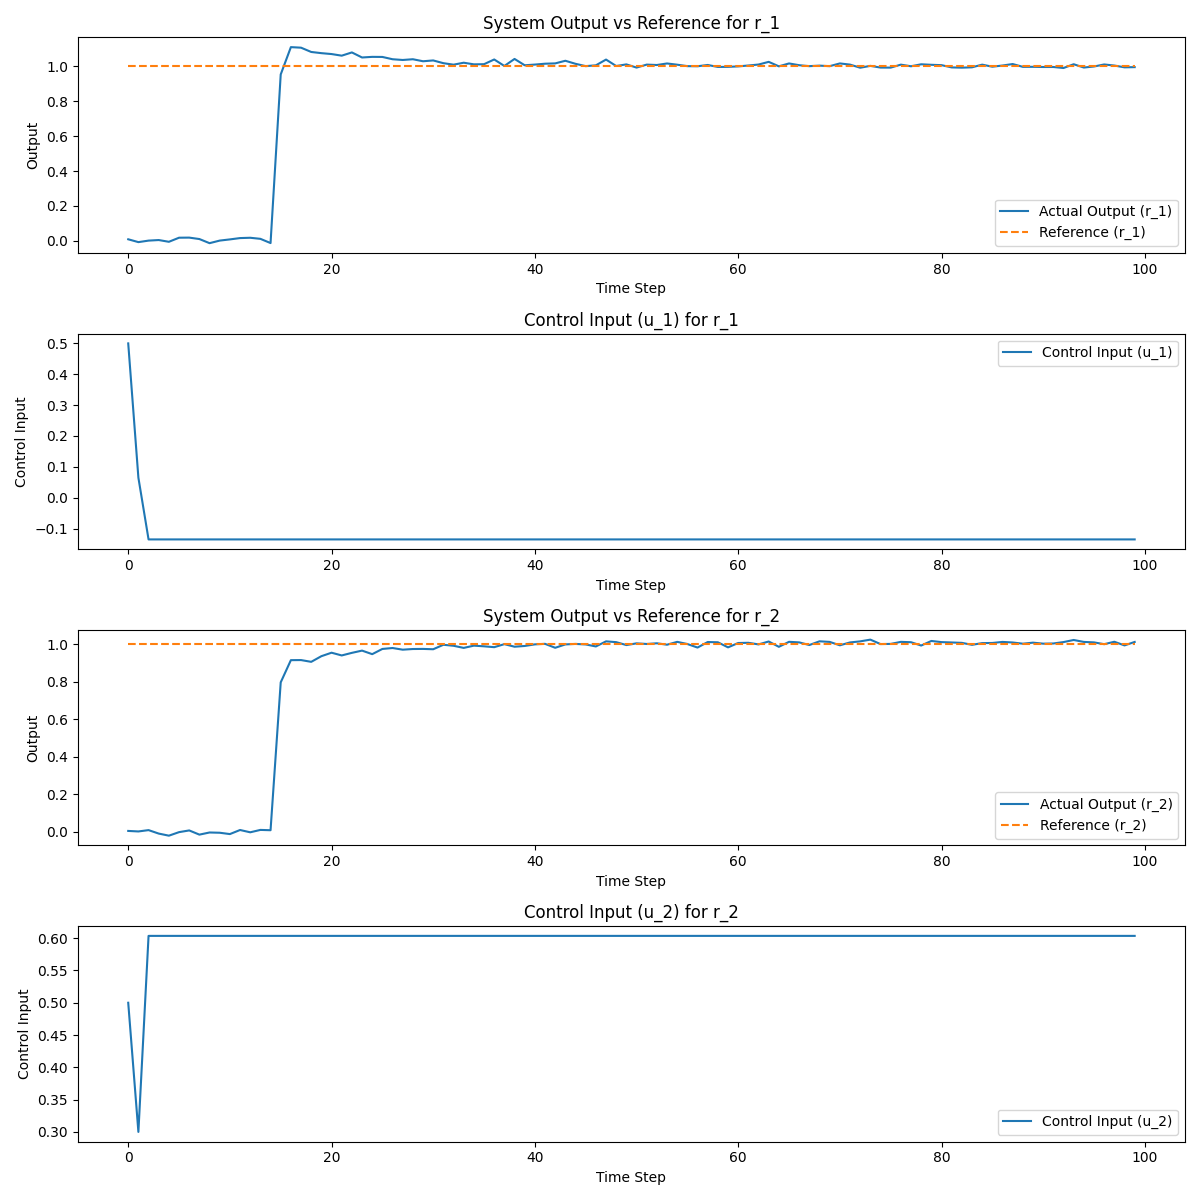 System Output vs Reference for r_1
Output
1.0
0.8
0.6
0.4
0.2
0.0
Actual Output (r_1)
Reference (r_1)
0 20 40 60 80 100
Time Step
Control Input (u_1) for r_1
Control Input
0.5
0.4
0.3
0.2
0.1
0.0
−0.1
Control Input (u_1)
0 20 40 60 80 100
Time Step
System Output vs Reference for r_2
Output
1.0
0.8
0.6
0.4
0.2
0.0
Actual Output (r_2)
Reference (r_2)
0 20 40 60 80 100
Time Step
Control Input (u_2) for r_2
Control Input
0.60
0.55
0.50
0.45
0.40
0.35
0.30
Control Input (u_2)
0 20 40 60 80 100
Time Step